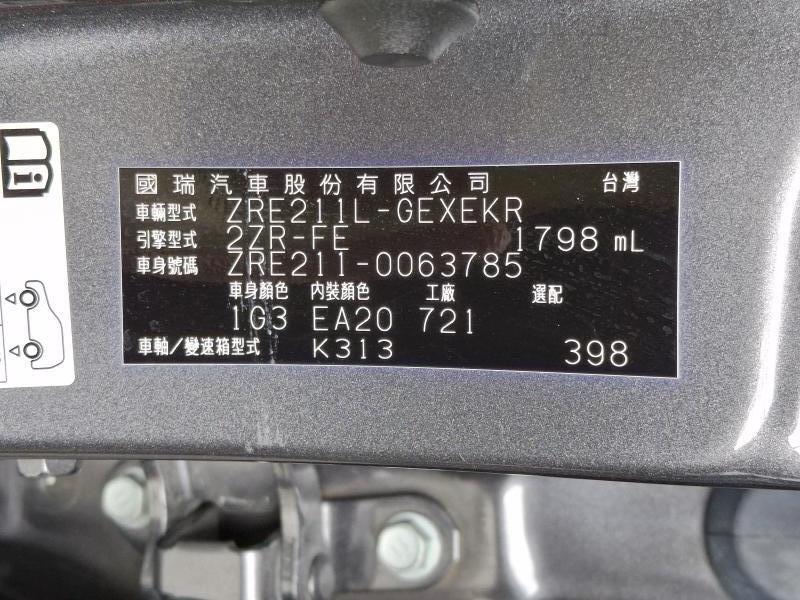 國瑞汽車股份有限公司 台灣
車輛型式 ZRE211L-GEXEKR
引擎型式 2ZR-FE 1798 mL
車身號碼 ZRE211-0063785
車身顏色 內裝顏色 工廠 選配
1G3 EA20 721
車軸/變速箱型式 K313 398